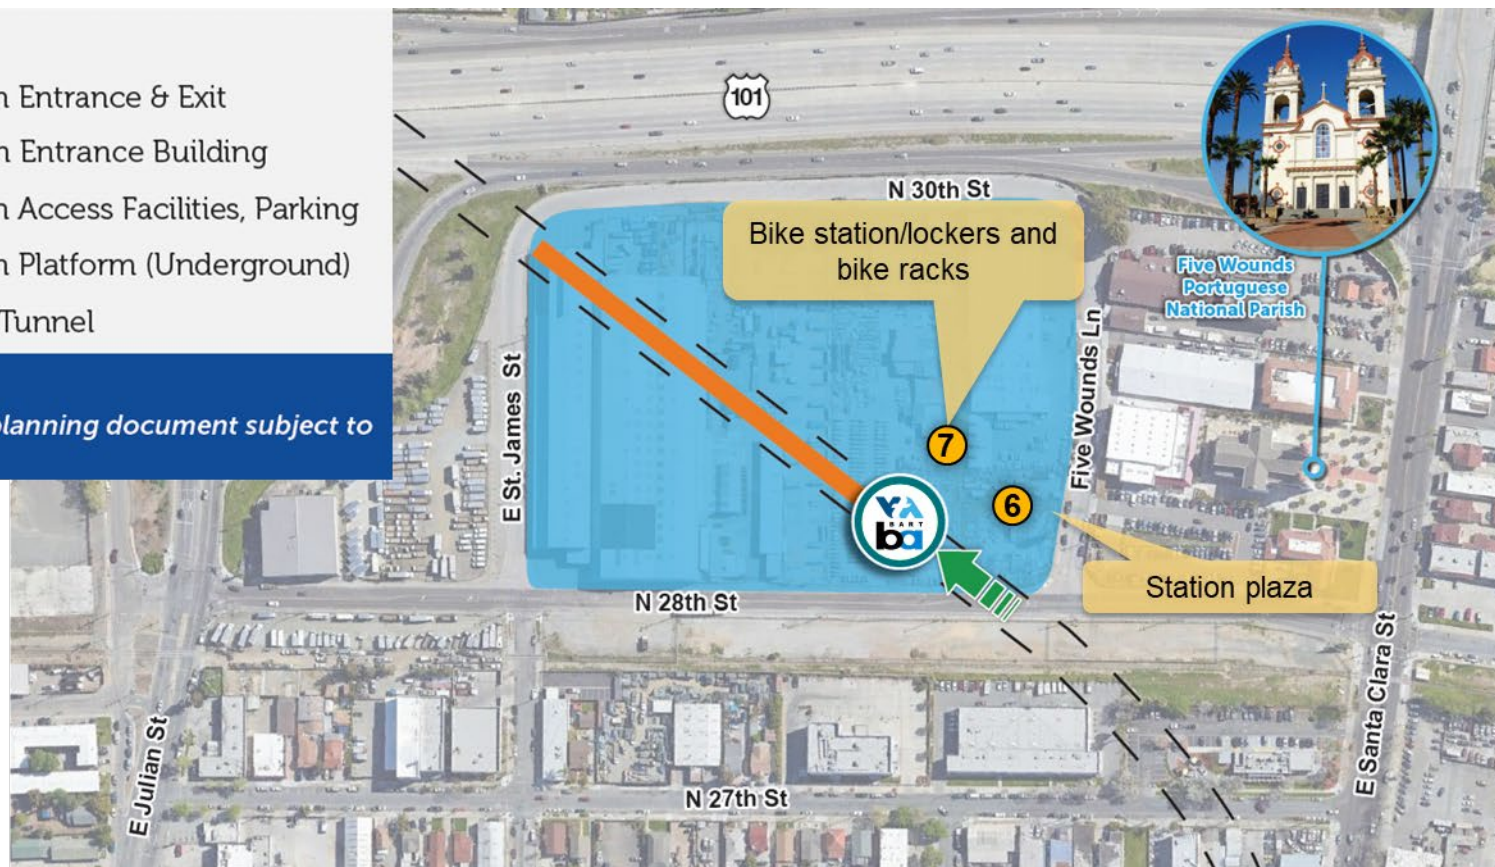 n Entrance & Exit
n Entrance Building
n Access Facilities, Parking
n Platform (Underground)
Tunnel
planning document subject to
101
N 30th St
Bike station/lockers and
bike racks
Five Wounds
Portuguese
National Parish
E St. James St
Five Wounds Ln
7
6
VTA
BART
ba
Station plaza
N 28th St
E Santa Clara St
E Julian St
N 27th St